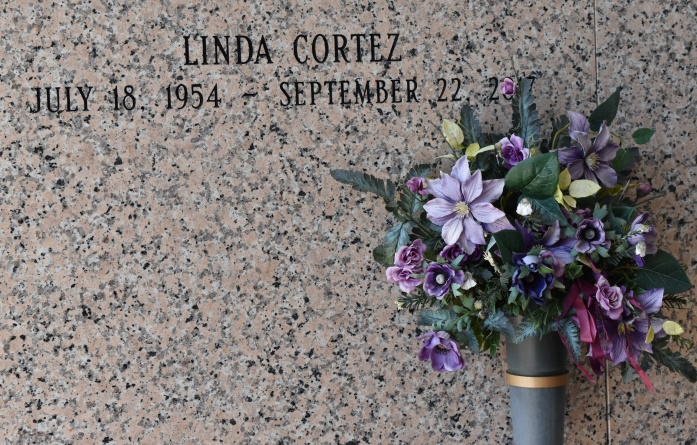 LINDA CORTEZ
JULY 18, 1954 - SEPTEMBER 22,